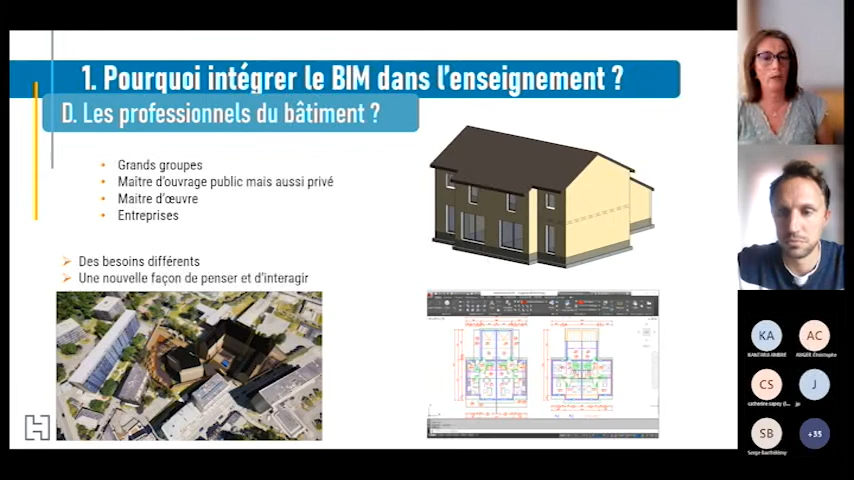 1. Pourquoi intégrer le BIM dans l'enseignement ?
D. Les professionnels du bâtiment ?
• Grands groupes
• Maître d'ouvrage public mais aussi privé
• Maitre d'œuvre
• Entreprises
➢ Des besoins différents
➢ Une nouvelle façon de penser et d'interagir
KA
AC
CS
J
SB
+35